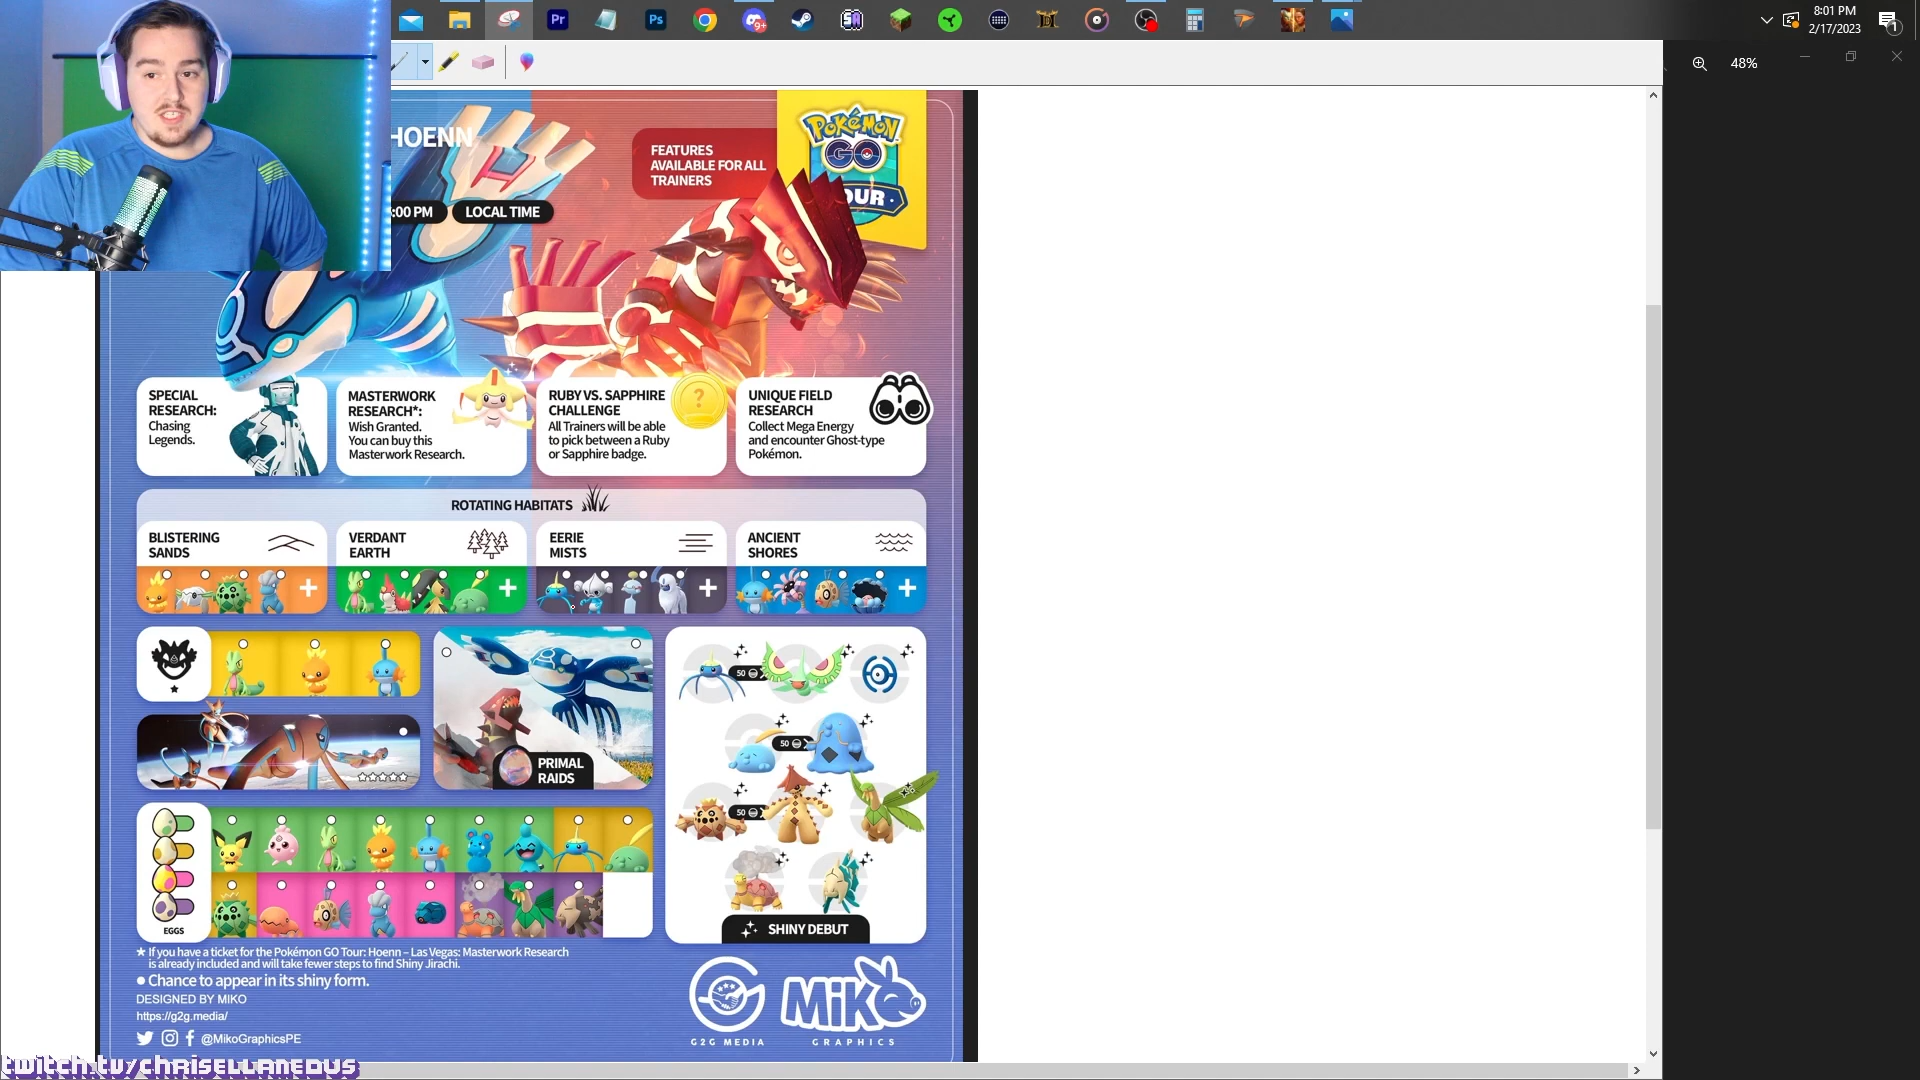 8:01 PM
2/17/2023
1
48%
HOENN
:00 PM
LOCAL TIME
FEATURES
AVAILABLE FOR ALL
TRAINERS
POKéMON
GO
OUR
SPECIAL
RESEARCH:
Chasing
Legends.
MASTERWORK
RESEARCH*:
Wish Granted.
You can buy this
Masterwork Research.
RUBY VS. SAPPHIRE
CHALLENGE
All Trainers will be able
to pick between a Ruby
or Sapphire badge.
?
UNIQUE FIELD
RESEARCH
Collect Mega Energy
and encounter Ghost-type
Pokémon.
ROTATING HABITATS
BLISTERING
SANDS
VERDANT
EARTH
EERIE
MISTS
ANCIENT
SHORES
+
+
+
+
PRIMAL
RAIDS
50
50
50
EGGS
SHINY DEBUT
★ If you have a ticket for the Pokémon GO Tour: Hoenn – Las Vegas: Masterwork Research
is already included and will take fewer steps to find Shiny Jirachi.
● Chance to appear in its shiny form.
DESIGNED BY MIKO
https://g2g.media/
@MikoGraphicsPE
MiKO
G2G MEDIA
GRAPHICS
Pr
Ps
g+
SA
twitch.tv/chrisellaneous